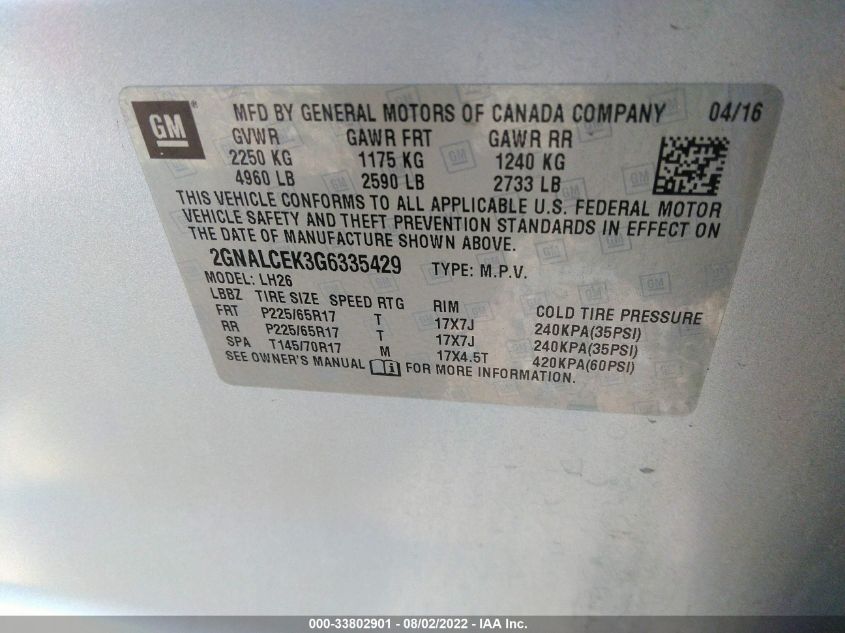 GM ® MFD BY GENERAL MOTORS OF CANADA COMPANY 04/16
GVWR GAWR FRT GAWR RR
2250 KG 1175 KG 1240 KG
4960 LB 2590 LB 2733 LB
THIS VEHICLE CONFORMS TO ALL APPLICABLE U.S. FEDERAL MOTOR
VEHICLE SAFETY AND THEFT PREVENTION STANDARDS IN EFFECT ON
THE DATE OF MANUFACTURE SHOWN ABOVE.
2GNALCEK3G6335429 TYPE: M.P.V.
MODEL: LH26
LBBZ TIRE SIZE SPEED RTG RIM COLD TIRE PRESSURE
FRT P225/65R17 T 17X7J 240KPA(35PSI)
RR P225/65R17 T 17X7J 240KPA(35PSI)
SPA T145/70R17 M 17X4.5T 420KPA(60PSI)
SEE OWNER'S MANUAL FOR MORE INFORMATION.
000-33802901 - 08/02/2022 - IAA Inc.